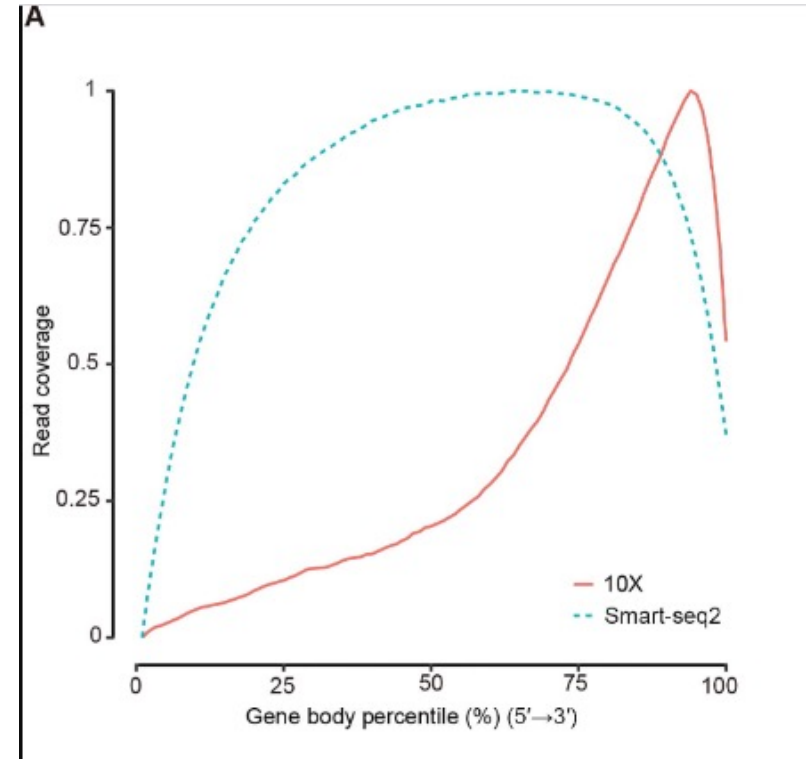 A
1
0.75
0.5
0.25
0
Read coverage
10X
Smart-seq2
0 25 50 75 100
Gene body percentile (%) (5′→3′)